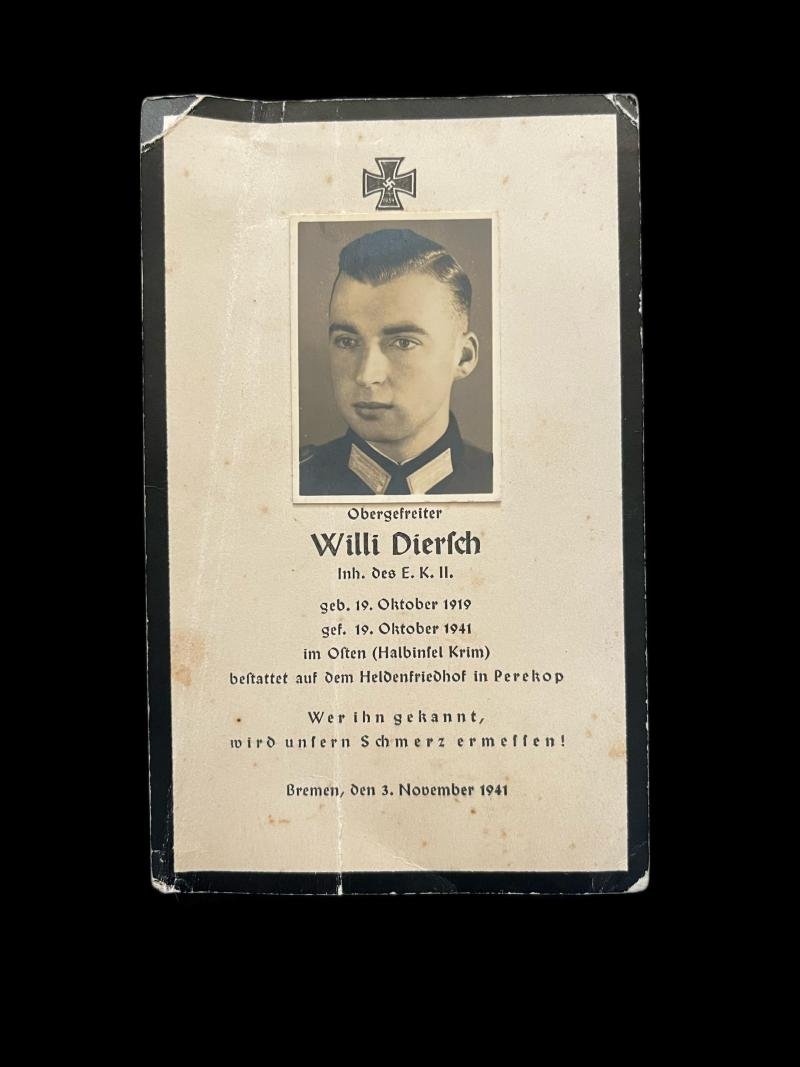 1939
Obergefreiter
Willi Dierſch
Inh. des E. K. II.
geb. 19. Oktober 1919
gef. 19. Oktober 1941
im Oſten (Halbinſel Krim)
beſtattet auf dem Heldenfriedhof in Perekop
Wer ihn gekannt,
wird unſern Schmerz ermeſſen!
Bremen, den 3. November 1941